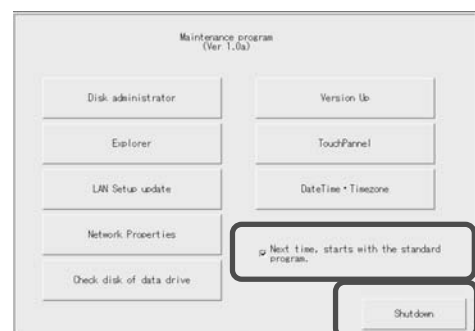 Maintenance program
(Ver 1.0a)
Disk administrator
Version Up
Explorer
TouchPannel
LAN Setup update
DateTime・Timezone
Network Properties
Next time, starts with the standard
program.
Check disk of data drive
Shutdown